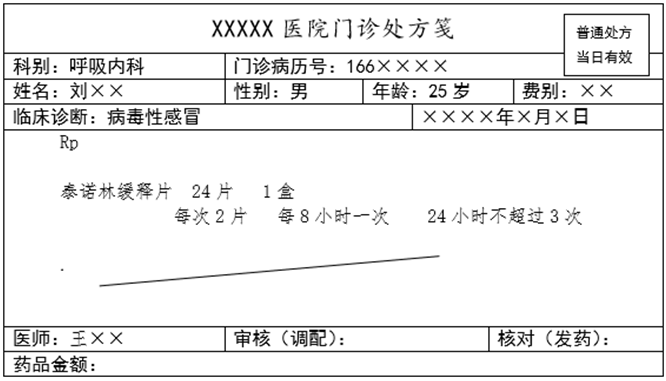 XXXXX 医院门诊处方笺
普通处方
当日有效
科别：呼吸内科 门诊病历号：166××××
姓名：刘×× 性别：男 年龄：25 岁 费别：××
临床诊断：病毒性感冒 ××××年×月×日
Rp
泰诺林缓释片 24 片 1 盒
每次 2 片 每 8 小时一次 24 小时不超过 3 次
.
医师：王×× 审核（调配）： 核对（发药）：
药品金额：